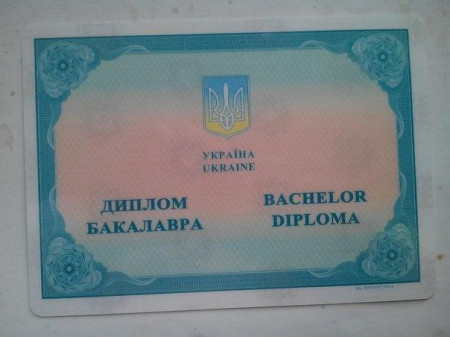 УКРАЇНА
UKRAINE
ДИПЛОМ
БАКАЛАВРА
BACHELOR
DIPLOMA